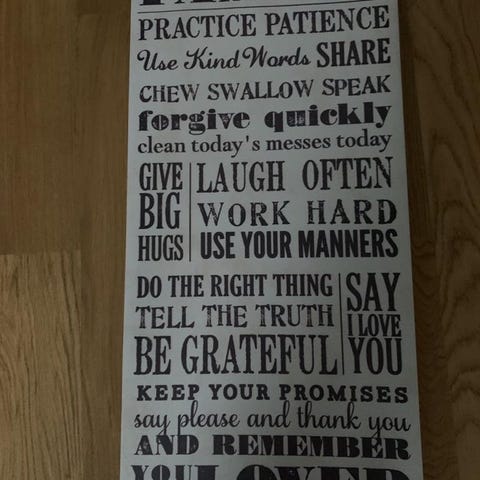 PRACTICE PATIENCE
Use Kind Words SHARE
CHEW SWALLOW SPEAK
forgive quickly
clean today's messes today
GIVE
BIG
HUGS
LAUGH OFTEN
WORK HARD
USE YOUR MANNERS
DO THE RIGHT THING
TELL THE TRUTH
BE GRATEFUL
SAY
I LOVE
YOU
KEEP YOUR PROMISES
say please and thank you
AND REMEMBER
YOU
LOVED